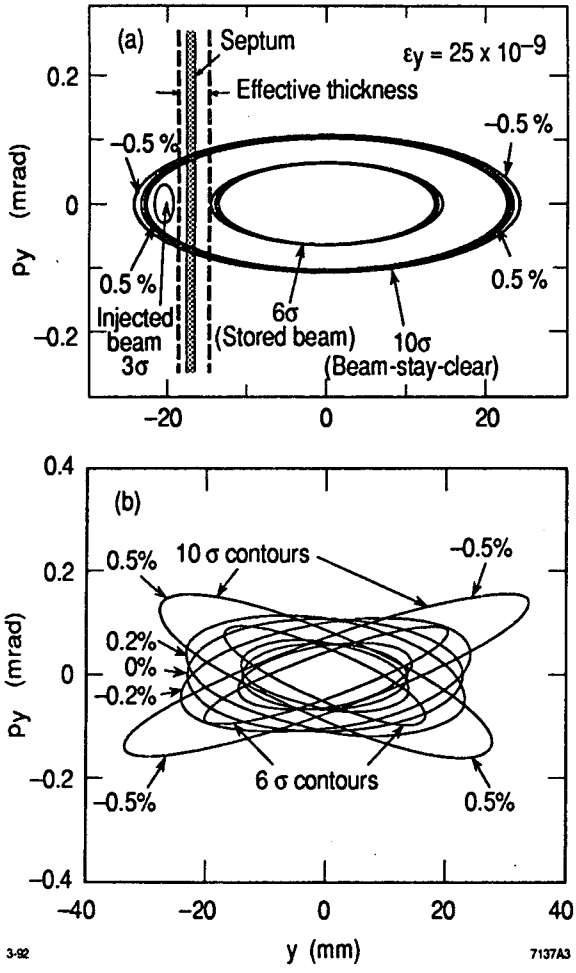 (a)
Septum
εy = 25 x 10–9
Effective thickness
–0.5 %
–0.5 %
0.5 %
0.5 %
Injected
beam
3σ
6σ
(Stored beam)
10σ
(Beam-stay-clear)
0.2
0
–0.2
Py (mrad)
–20
0
20
(b)
10 σ contours
0.5%
–0.5%
0.2%
0%
–0.2%
–0.5%
6 σ contours
0.5%
0.4
0.2
0
–0.2
–0.4
Py (mrad)
–40
–20
0
20
40
y (mm)
3-92
7137A3